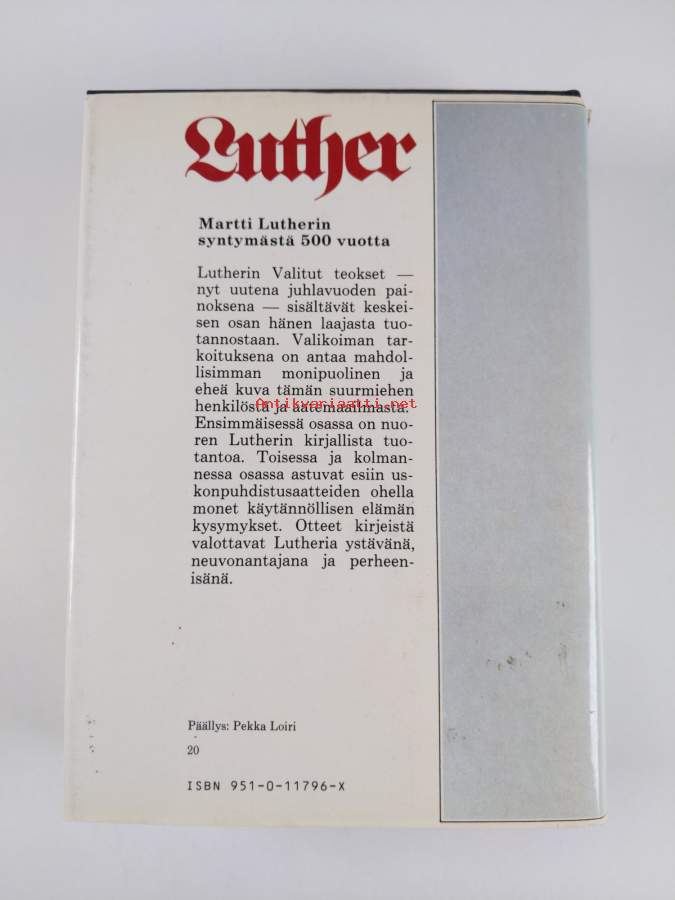 Luther
Martti Lutherin
syntymästä 500 vuotta
Lutherin Valitut teokset —
nyt uutena juhlavuoden pai-
noksena — sisältävät keskei-
sen osan hänen laajasta tuo-
tannostaan. Valikoiman tar-
koituksena on antaa mahdol-
lisimman monipuolinen ja
eheä kuva tämän suurmiehen
henkilöstä ja aatemaailmasta.
Antikvariaatti.net
Ensimmäisessä osassa on nuo-
ren Lutherin kirjallista tuo-
tantoa. Toisessa ja kolman-
nessa osassa astuvat esiin us-
konpuhdistusaatteiden ohella
monet käytännöllisen elämän
kysymykset. Otteet kirjeistä
valottavat Lutheria ystävänä,
neuvonantajana ja perheen-
isänä.
Päällys: Pekka Loiri
20
ISBN 951-0-11796-X